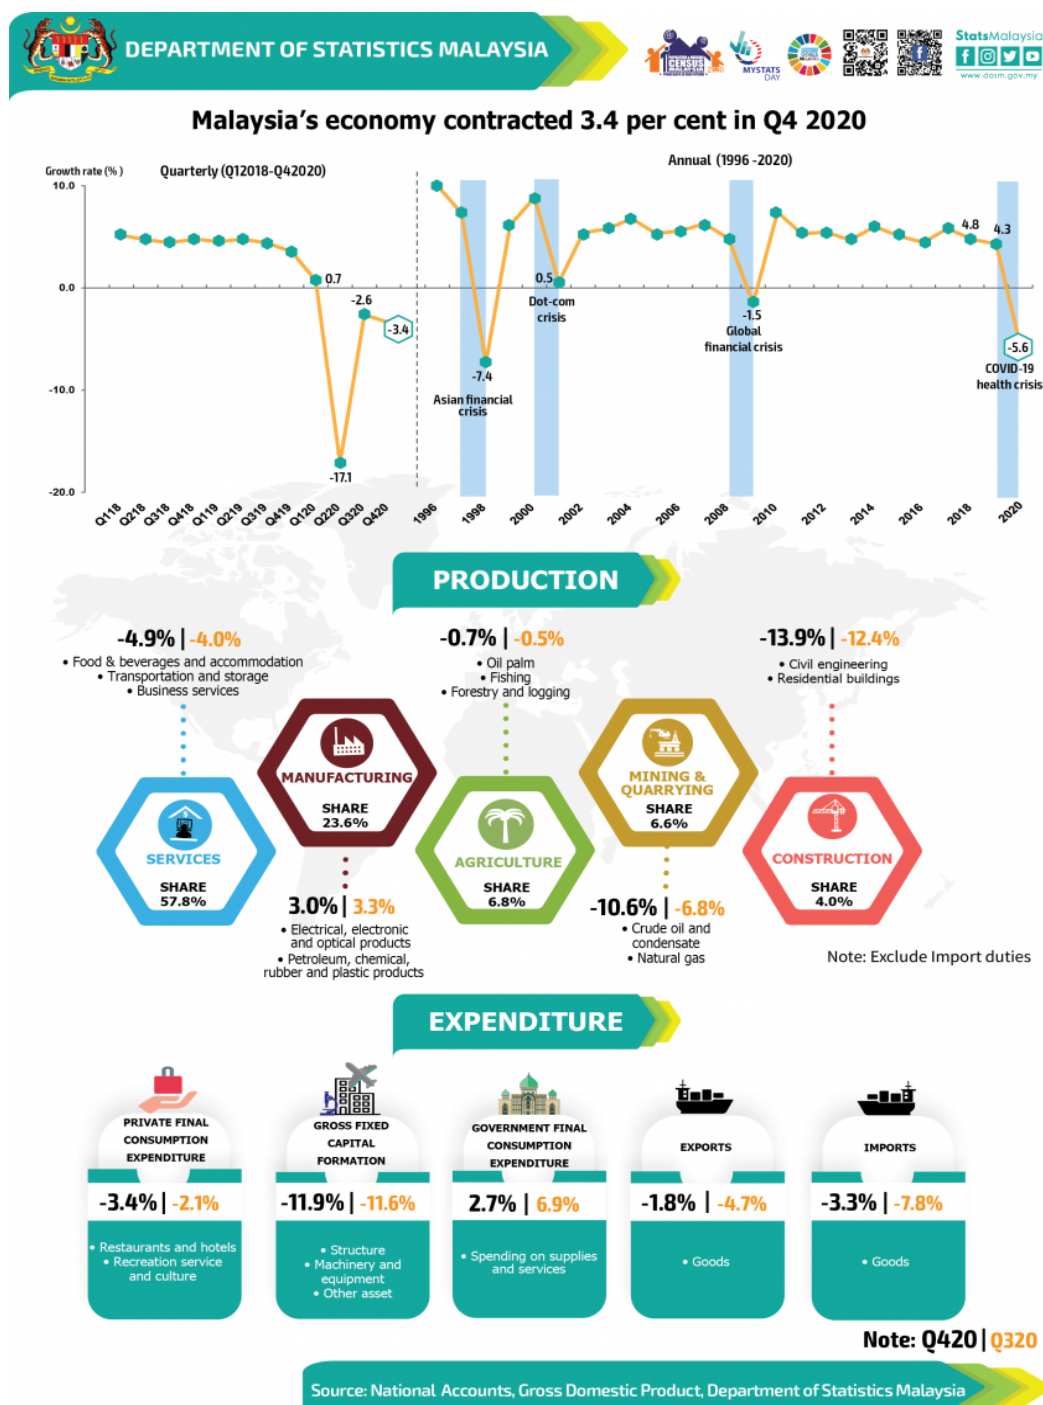 DEPARTMENT OF STATISTICS MALAYSIA
CENSUS
MALAYSIA
MYSTATS
DAY
StatsMalaysia
www.dosm.gov.my
Malaysia's economy contracted 3.4 per cent in Q4 2020
Growth rate (%)
Quarterly (Q12018-Q42020)
Annual (1996 -2020)
10.0
0.0
-10.0
-20.0
0.7
-2.6
-3.4
-17.1
-7.4
Asian financial
crisis
0.5
Dot-com
crisis
-1.5
Global
financial crisis
4.8
4.3
-5.6
COVID-19
health crisis
Q118 Q218 Q318 Q418 Q119 Q219 Q319 Q419 Q120 Q220 Q320 Q420
1996 1998 2000 2002 2004 2006 2008 2010 2012 2014 2016 2018 2020
PRODUCTION
-4.9% | -4.0%
• Food & beverages and accommodation
• Transportation and storage
• Business services
-0.7% | -0.5%
• Oil palm
• Fishing
• Forestry and logging
-13.9% | -12.4%
• Civil engineering
• Residential buildings
SERVICES
SHARE
57.8%
MANUFACTURING
SHARE
23.6%
AGRICULTURE
SHARE
6.8%
MINING &
QUARRYING
SHARE
6.6%
CONSTRUCTION
SHARE
4.0%
3.0% | 3.3%
• Electrical, electronic
and optical products
• Petroleum, chemical,
rubber and plastic products
-10.6% | -6.8%
• Crude oil and
condensate
• Natural gas
Note: Exclude Import duties
EXPENDITURE
PRIVATE FINAL
CONSUMPTION
EXPENDITURE
-3.4% | -2.1%
• Restaurants and hotels
• Recreation service
and culture
GROSS FIXED
CAPITAL
FORMATION
-11.9% | -11.6%
• Structure
• Machinery and
equipment
• Other asset
GOVERNMENT FINAL
CONSUMPTION
EXPENDITURE
2.7% | 6.9%
• Spending on supplies
and services
EXPORTS
-1.8% | -4.7%
• Goods
IMPORTS
-3.3% | -7.8%
• Goods
Note: Q420 | Q320
Source: National Accounts, Gross Domestic Product, Department of Statistics Malaysia